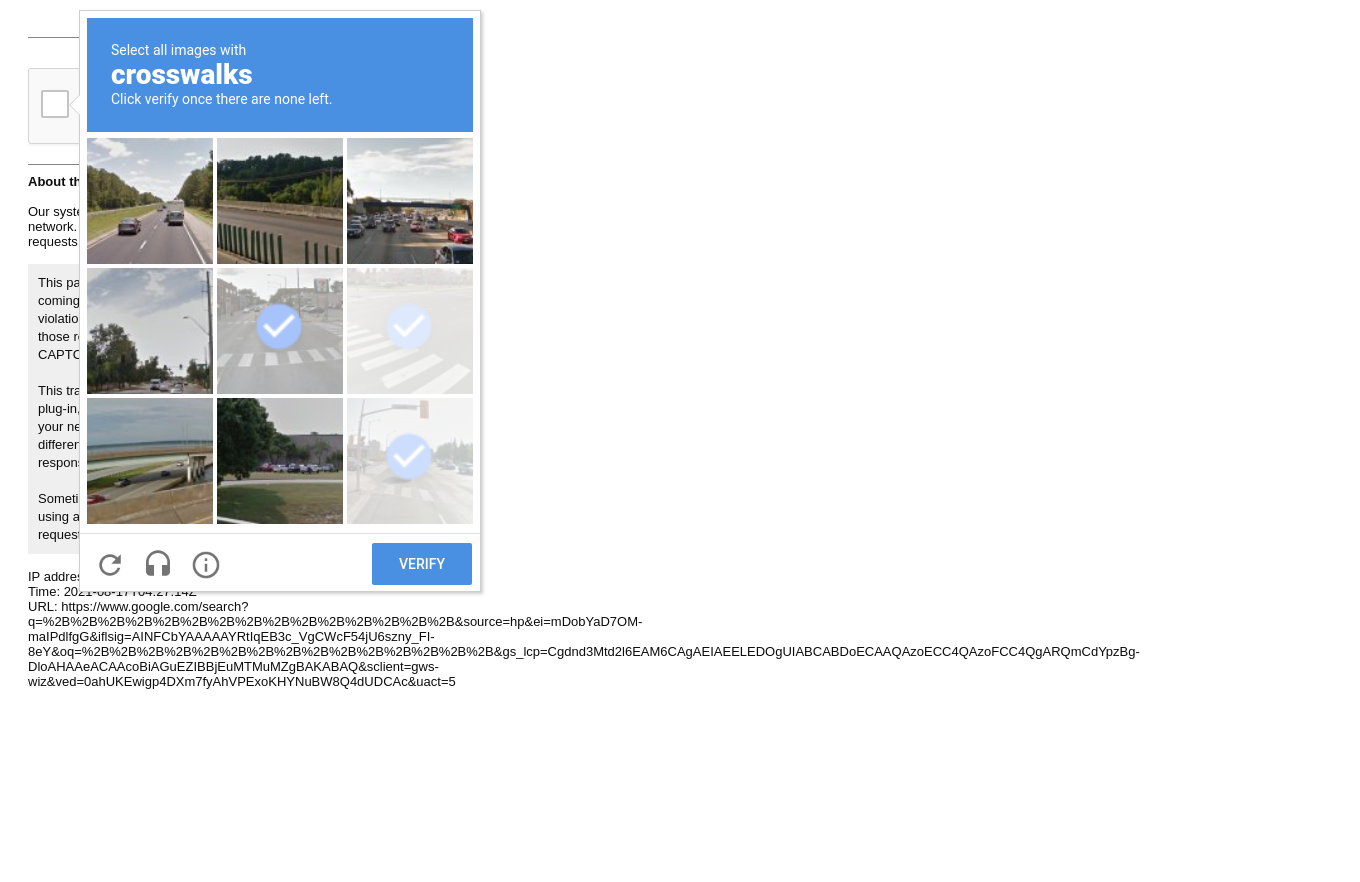 Select all images with
crosswalks
Click verify once there are none left.
About th
Our syste
network.
requests
This pa
coming
violatio
those re
CAPTC
This tra
plug-in,
your ne
differen
respons
Someti
using a
request
VERIFY
IP addres
Time: 2021-08-17T04:27:14Z
URL: https://www.google.com/search?
q=%2B%2B%2B%2B%2B%2B%2B%2B%2B%2B%2B%2B%2B%2B%2B&source=hp&ei=mDobYaD7OM-
maIPdlfgG&iflsig=AINFCbYAAAAAYRtIqEB3c_VgCWcF54jU6szny_FI-
8eY&oq=%2B%2B%2B%2B%2B%2B%2B%2B%2B%2B%2B%2B%2B%2B%2B&gs_lcp=Cgdnd3Mtd2l6EAM6CAgAEIAEELEDOgUIABCABDoECAAQAzoECC4QAzoFCC4QgARQmCdYpzBg-
DloAHAAeACAAcoBiAGuEZIBBjEuMTMuMZgBAKABAQ&sclient=gws-
wiz&ved=0ahUKEwigp4DXm7fyAhVPExoKHYNuBW8Q4dUDCAc&uact=5